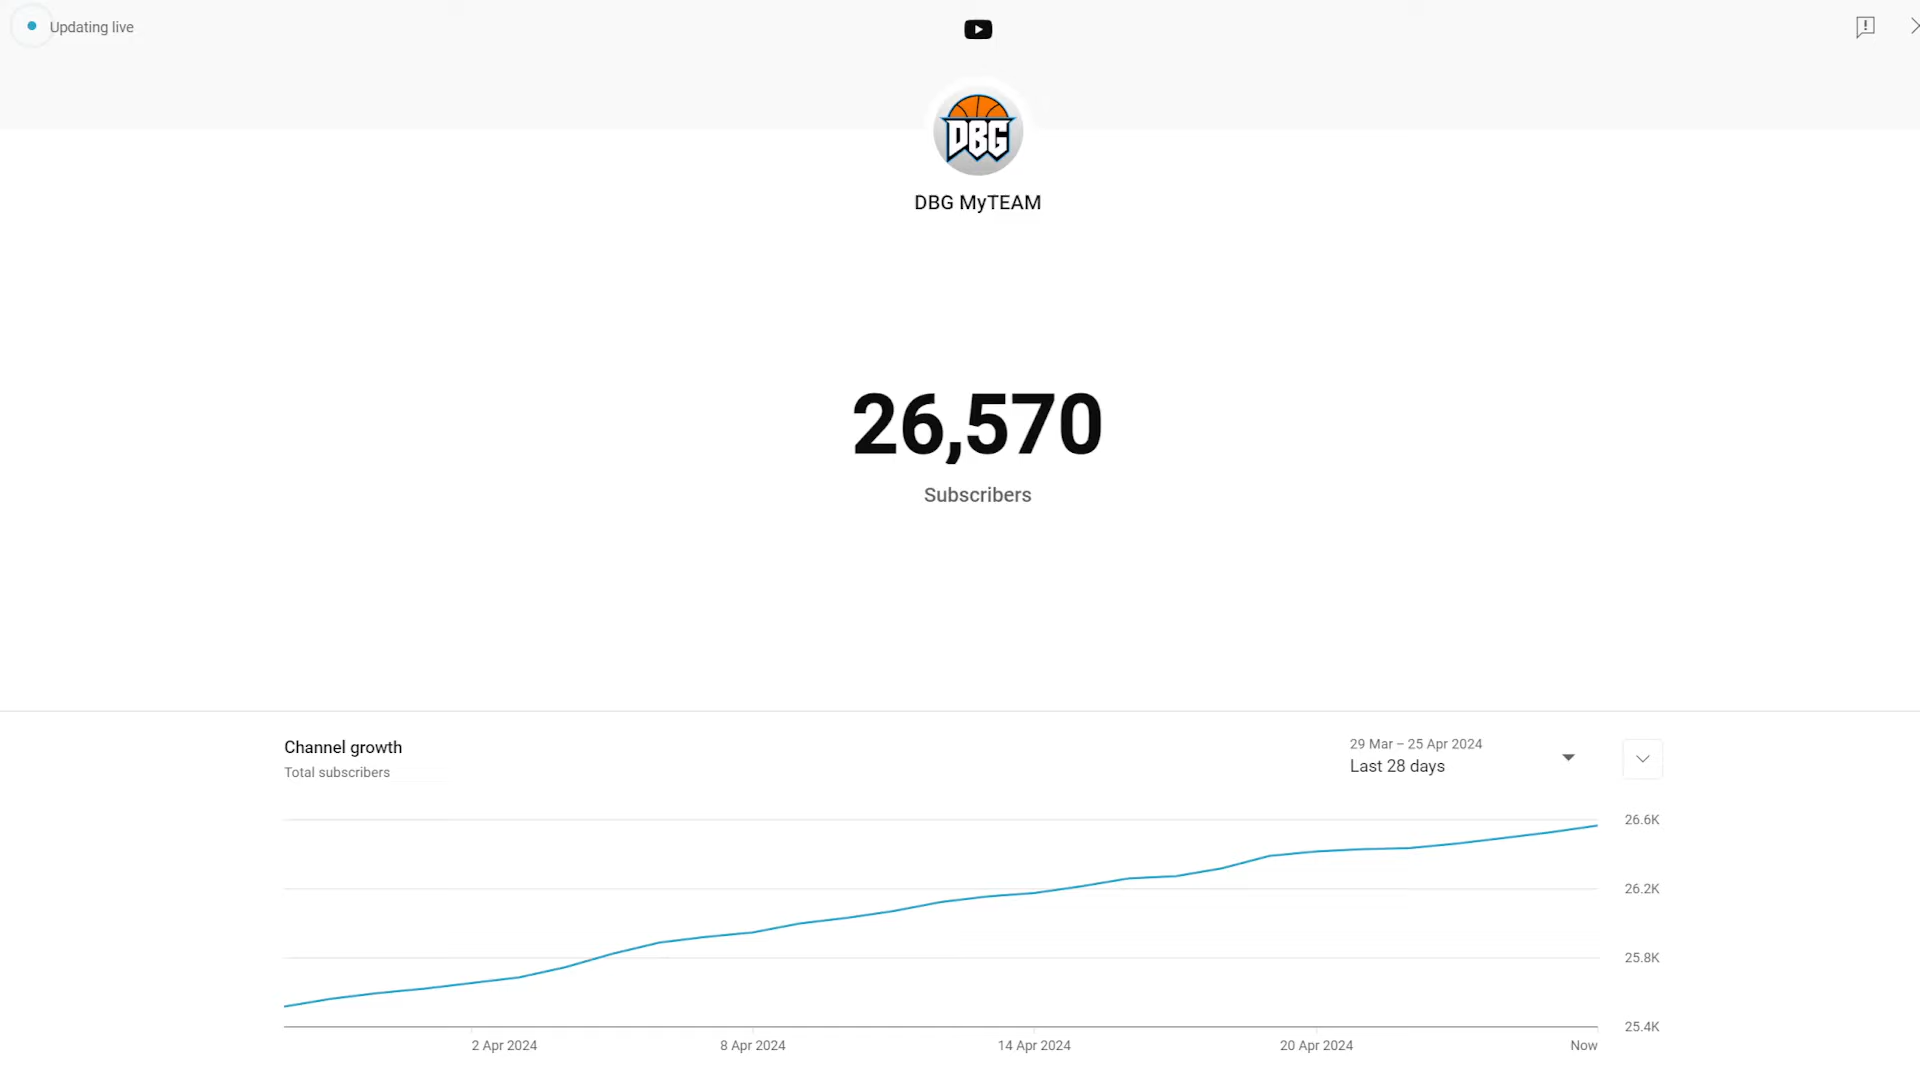 Updating live
DBG
DBG MyTEAM
26,570
Subscribers
Channel growth
Total subscribers
29 Mar – 25 Apr 2024
Last 28 days
26.6K
26.2K
25.8K
25.4K
2 Apr 2024
8 Apr 2024
14 Apr 2024
20 Apr 2024
Now